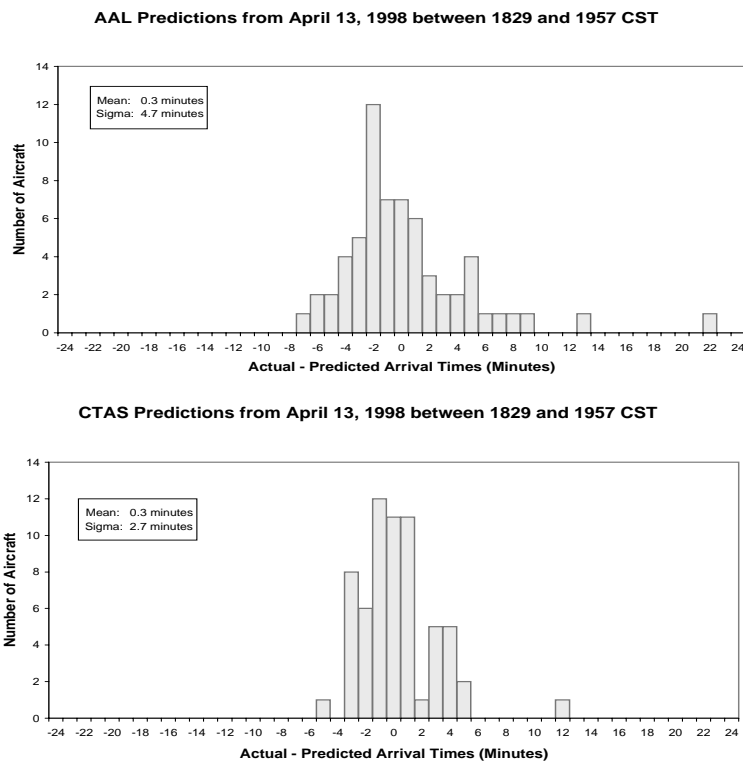 AAL Predictions from April 13, 1998 between 1829 and 1957 CST
14
Mean: 0.3 minutes
Sigma: 4.7 minutes
12
10
8
6
4
2
0
Number of Aircraft
-24 -22 -20 -18 -16 -14 -12 -10 -8 -6 -4 -2 0 2 4 6 8 10 12 14 16 18 20 22 24
Actual - Predicted Arrival Times (Minutes)
CTAS Predictions from April 13, 1998 between 1829 and 1957 CST
14
Mean: 0.3 minutes
Sigma: 2.7 minutes
12
10
8
6
4
2
0
Number of Aircraft
-24 -22 -20 -18 -16 -14 -12 -10 -8 -6 -4 -2 0 2 4 6 8 10 12 14 16 18 20 22 24
Actual - Predicted Arrival Times (Minutes)